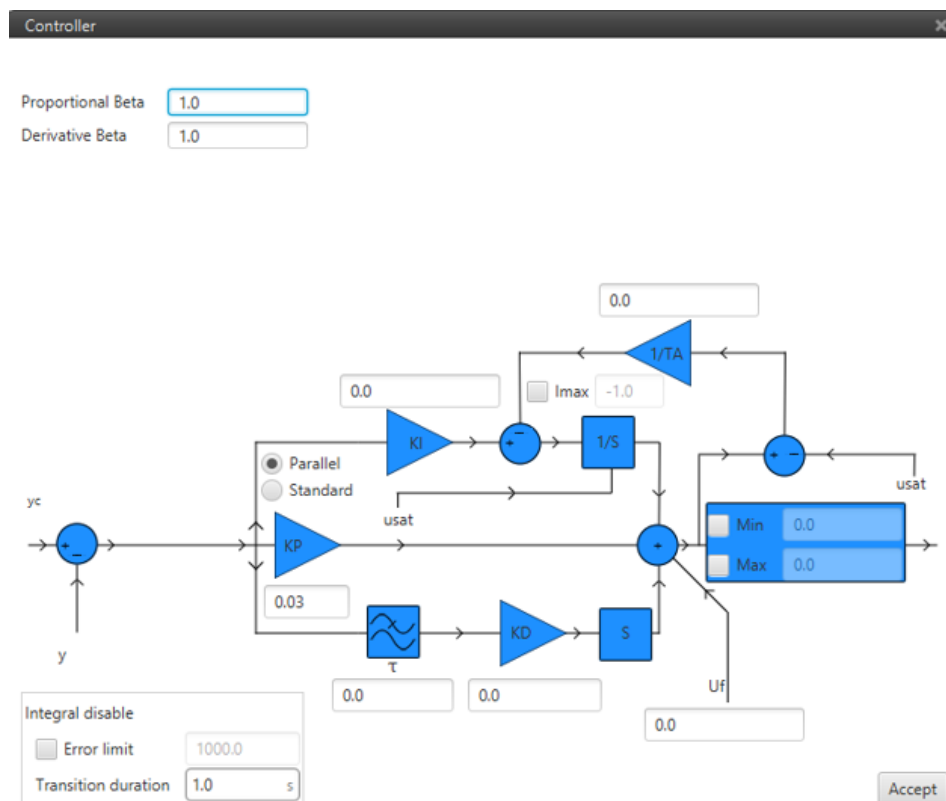 Controller ×
Proportional Beta 1.0
Derivative Beta 1.0
0.0
1/TA
0.0
Imax -1.0
KI
+ -
1/S
+ -
Parallel
Standard
usat
usat
yc
+ -
KP
+
Min 0.0
Max 0.0
0.03
KD
S
y
τ
0.0
0.0
Uf
0.0
Integral disable
Error limit 1000.0
Transition duration 1.0 s
Accept